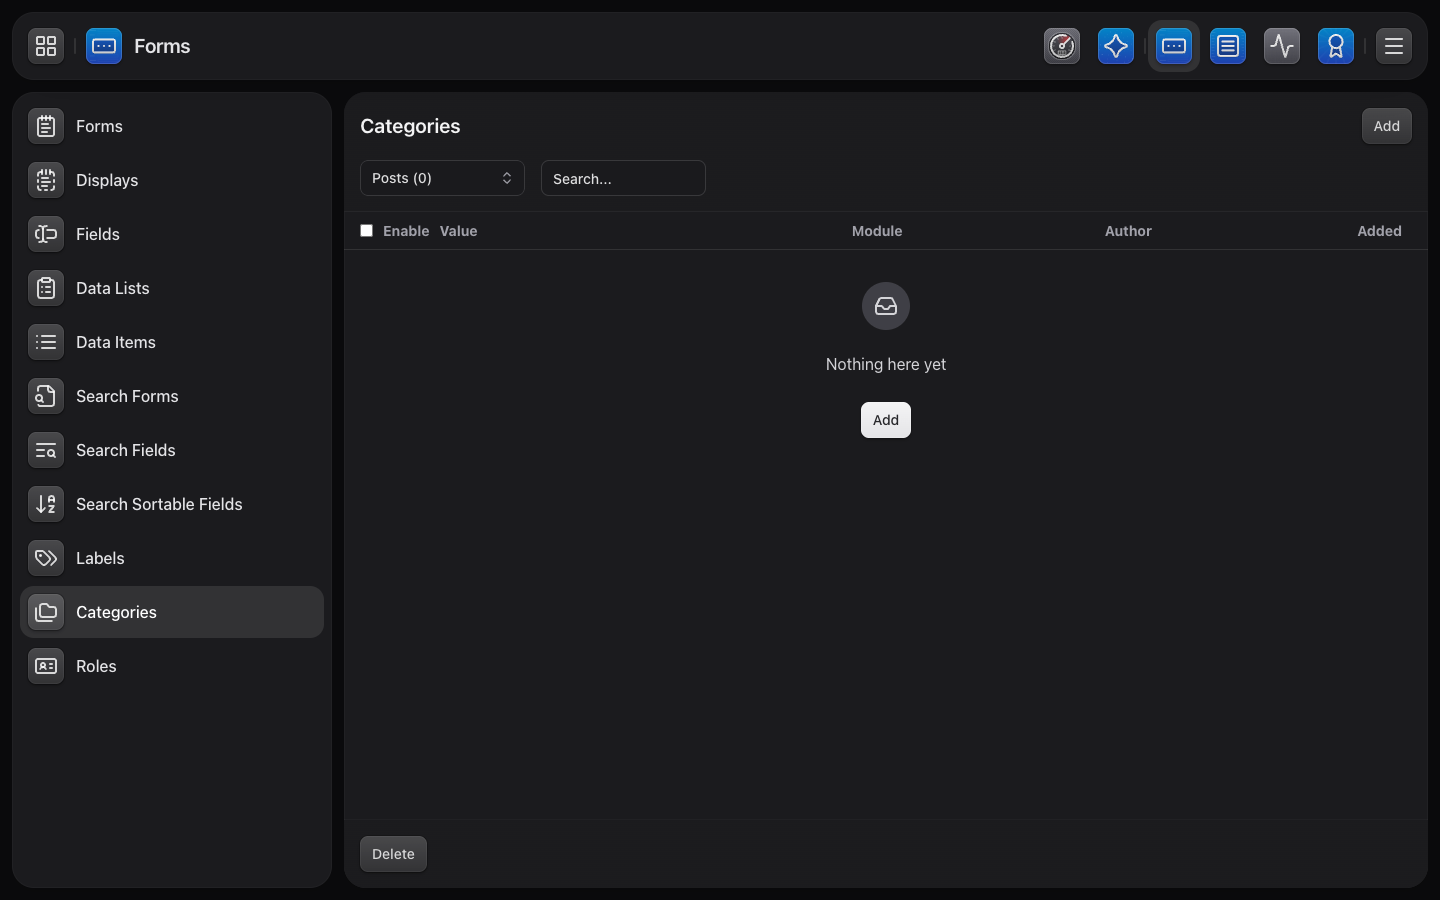 Forms
Forms
Displays
Fields
Data Lists
Data Items
Search Forms
Search Fields
Search Sortable Fields
Labels
Categories
Roles
Categories
Add
Posts (0)
Search...
Enable Value Module Author Added
Nothing here yet
Add
Delete